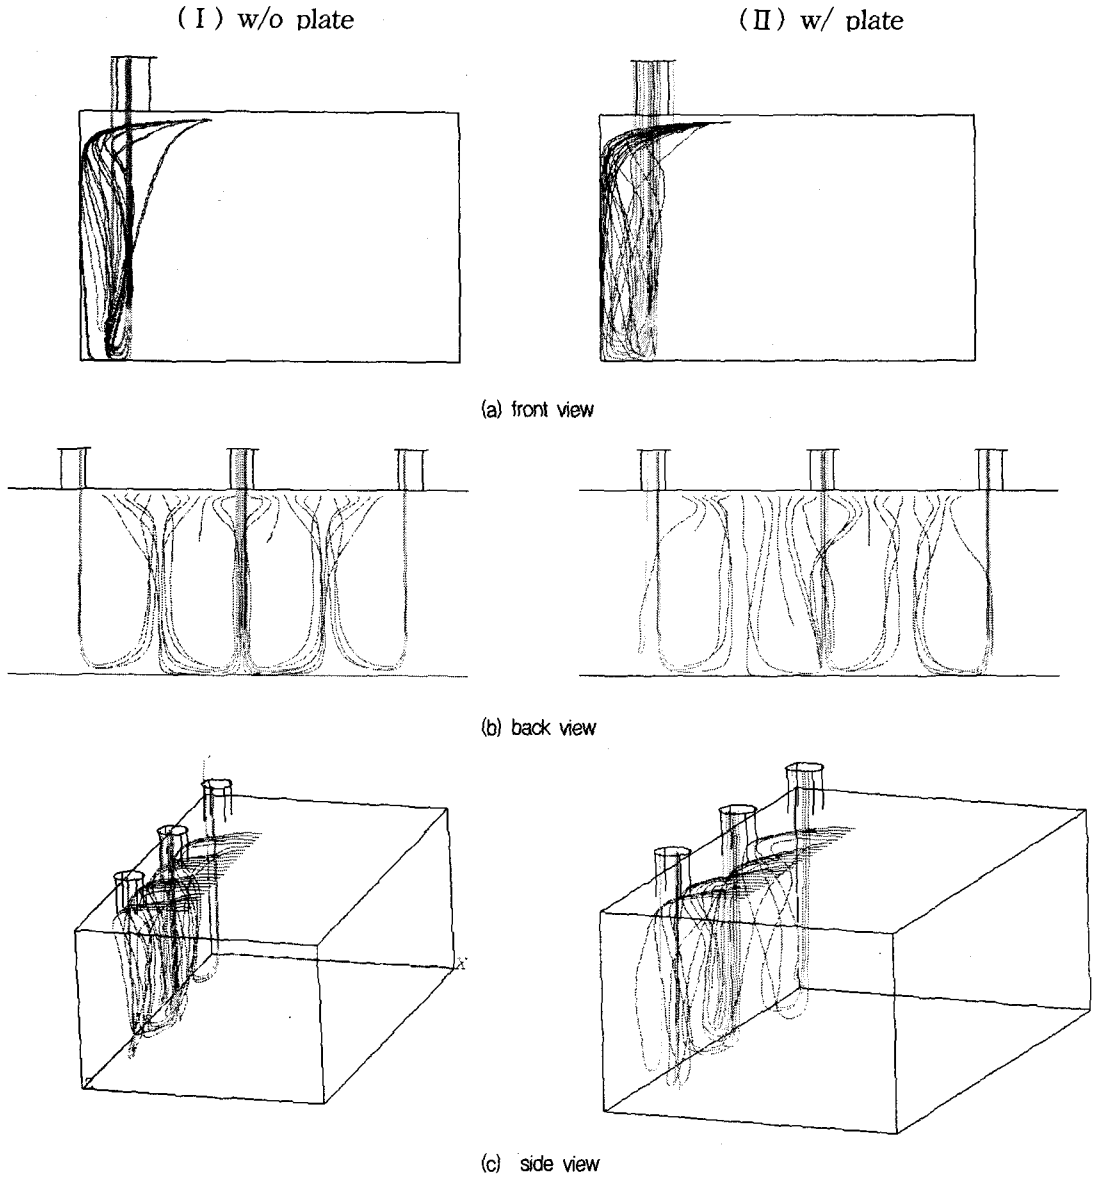 (Ⅰ) w/o plate
(Ⅱ) w/ plate
(a) front view
(b) back view
X
(c) side view